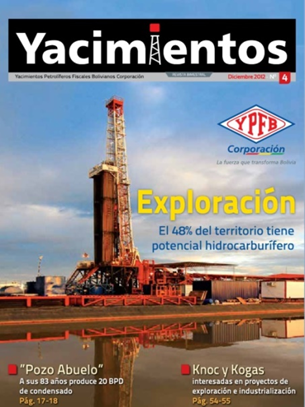 Yacimientos
Yacimientos Petrolíferos Fiscales Bolivianos Corporación
Diciembre 2012 N° 4
YPFB
Corporación
La fuerza que transforma Bolivia
Exploración
El 48% del territorio tiene
potencial hidrocarburífero
"Pozo Abuelo"
A sus 83 años produce 20 BPD
de condensado
Pág. 17-18
Knoc y Kogas
interesadas en proyectos de
exploración e industrialización
Pág. 54-55